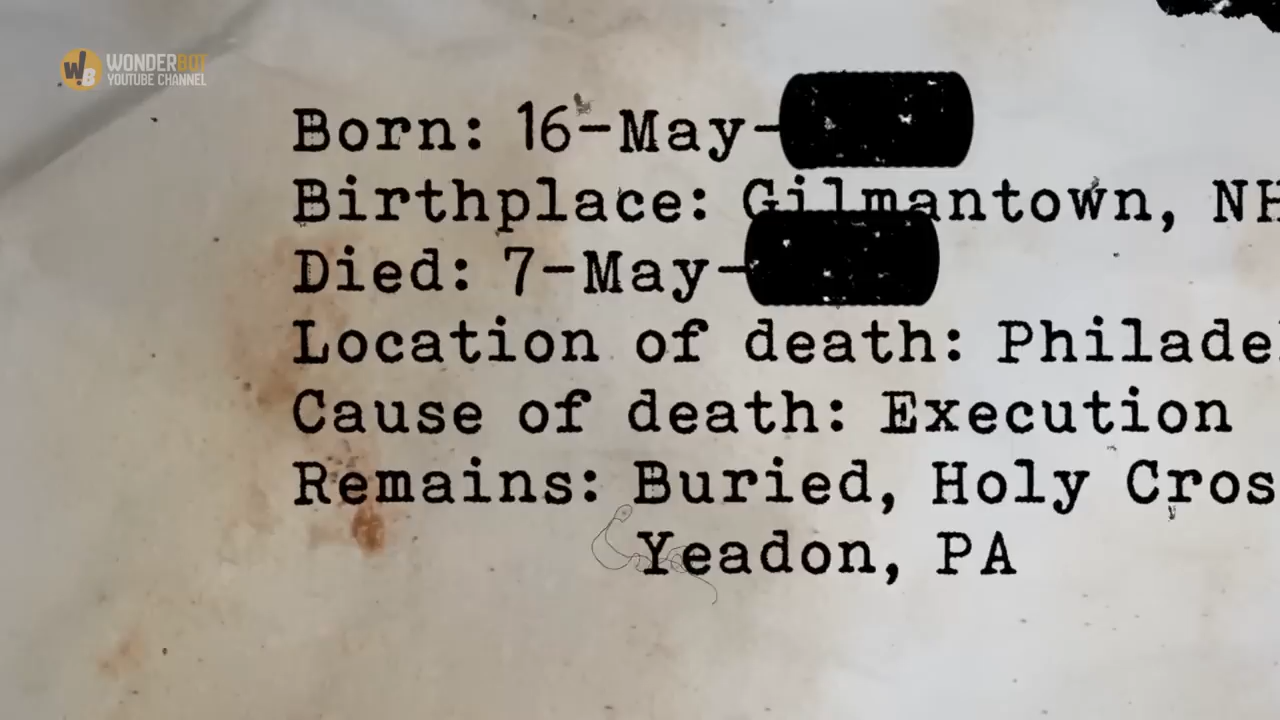 WONDERBOT
YOUTUBE CHANNEL
Born: 16-May-
Birthplace: Gilmantown, NH
Died: 7-May-
Location of death: Philade
Cause of death: Execution
Remains: Buried, Holy Cros
Yeadon, PA